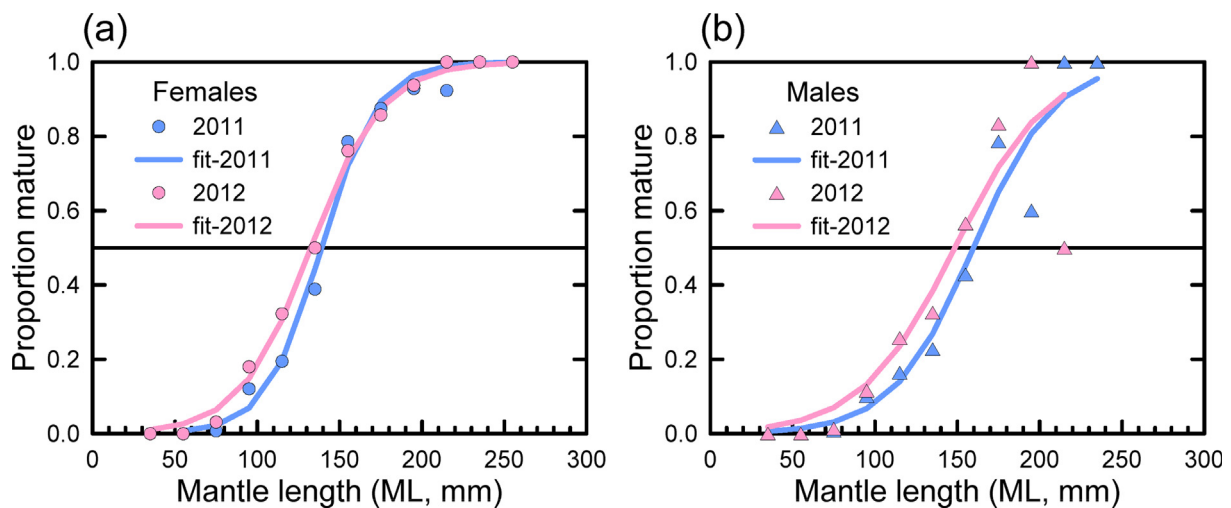 (a)
Females
2011
fit-2011
2012
fit-2012
Proportion mature
1.0
0.8
0.6
0.4
0.2
0.0
0 50 100 150 200 250 300
Mantle length (ML, mm)
(b)
Males
2011
fit-2011
2012
fit-2012
Proportion mature
1.0
0.8
0.6
0.4
0.2
0.0
0 50 100 150 200 250 300
Mantle length (ML, mm)